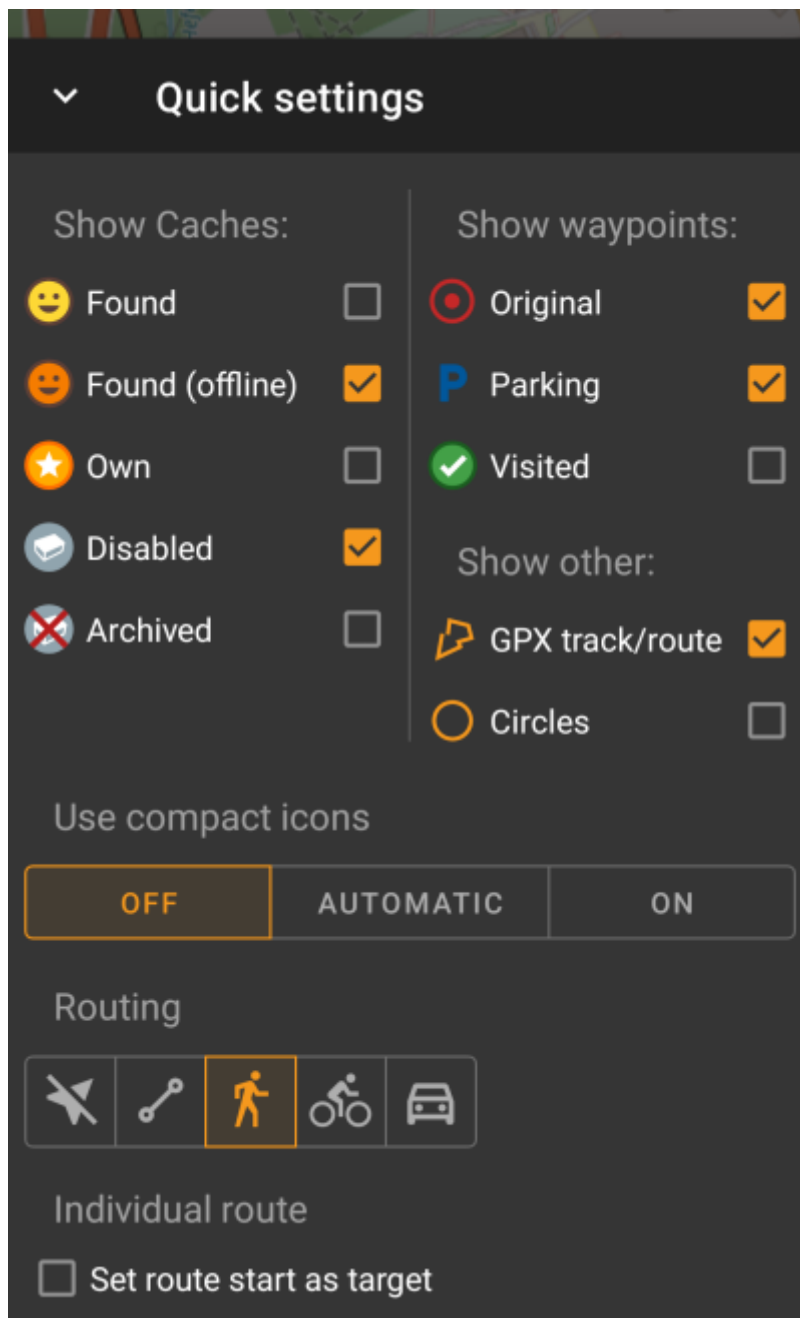 Quick settings
Show Caches:
Found
Found (offline)
Own
Disabled
Archived
Show waypoints:
Original
Parking
Visited
Show other:
GPX track/route
Circles
Use compact icons
OFF
AUTOMATIC
ON
Routing
Individual route
Set route start as target